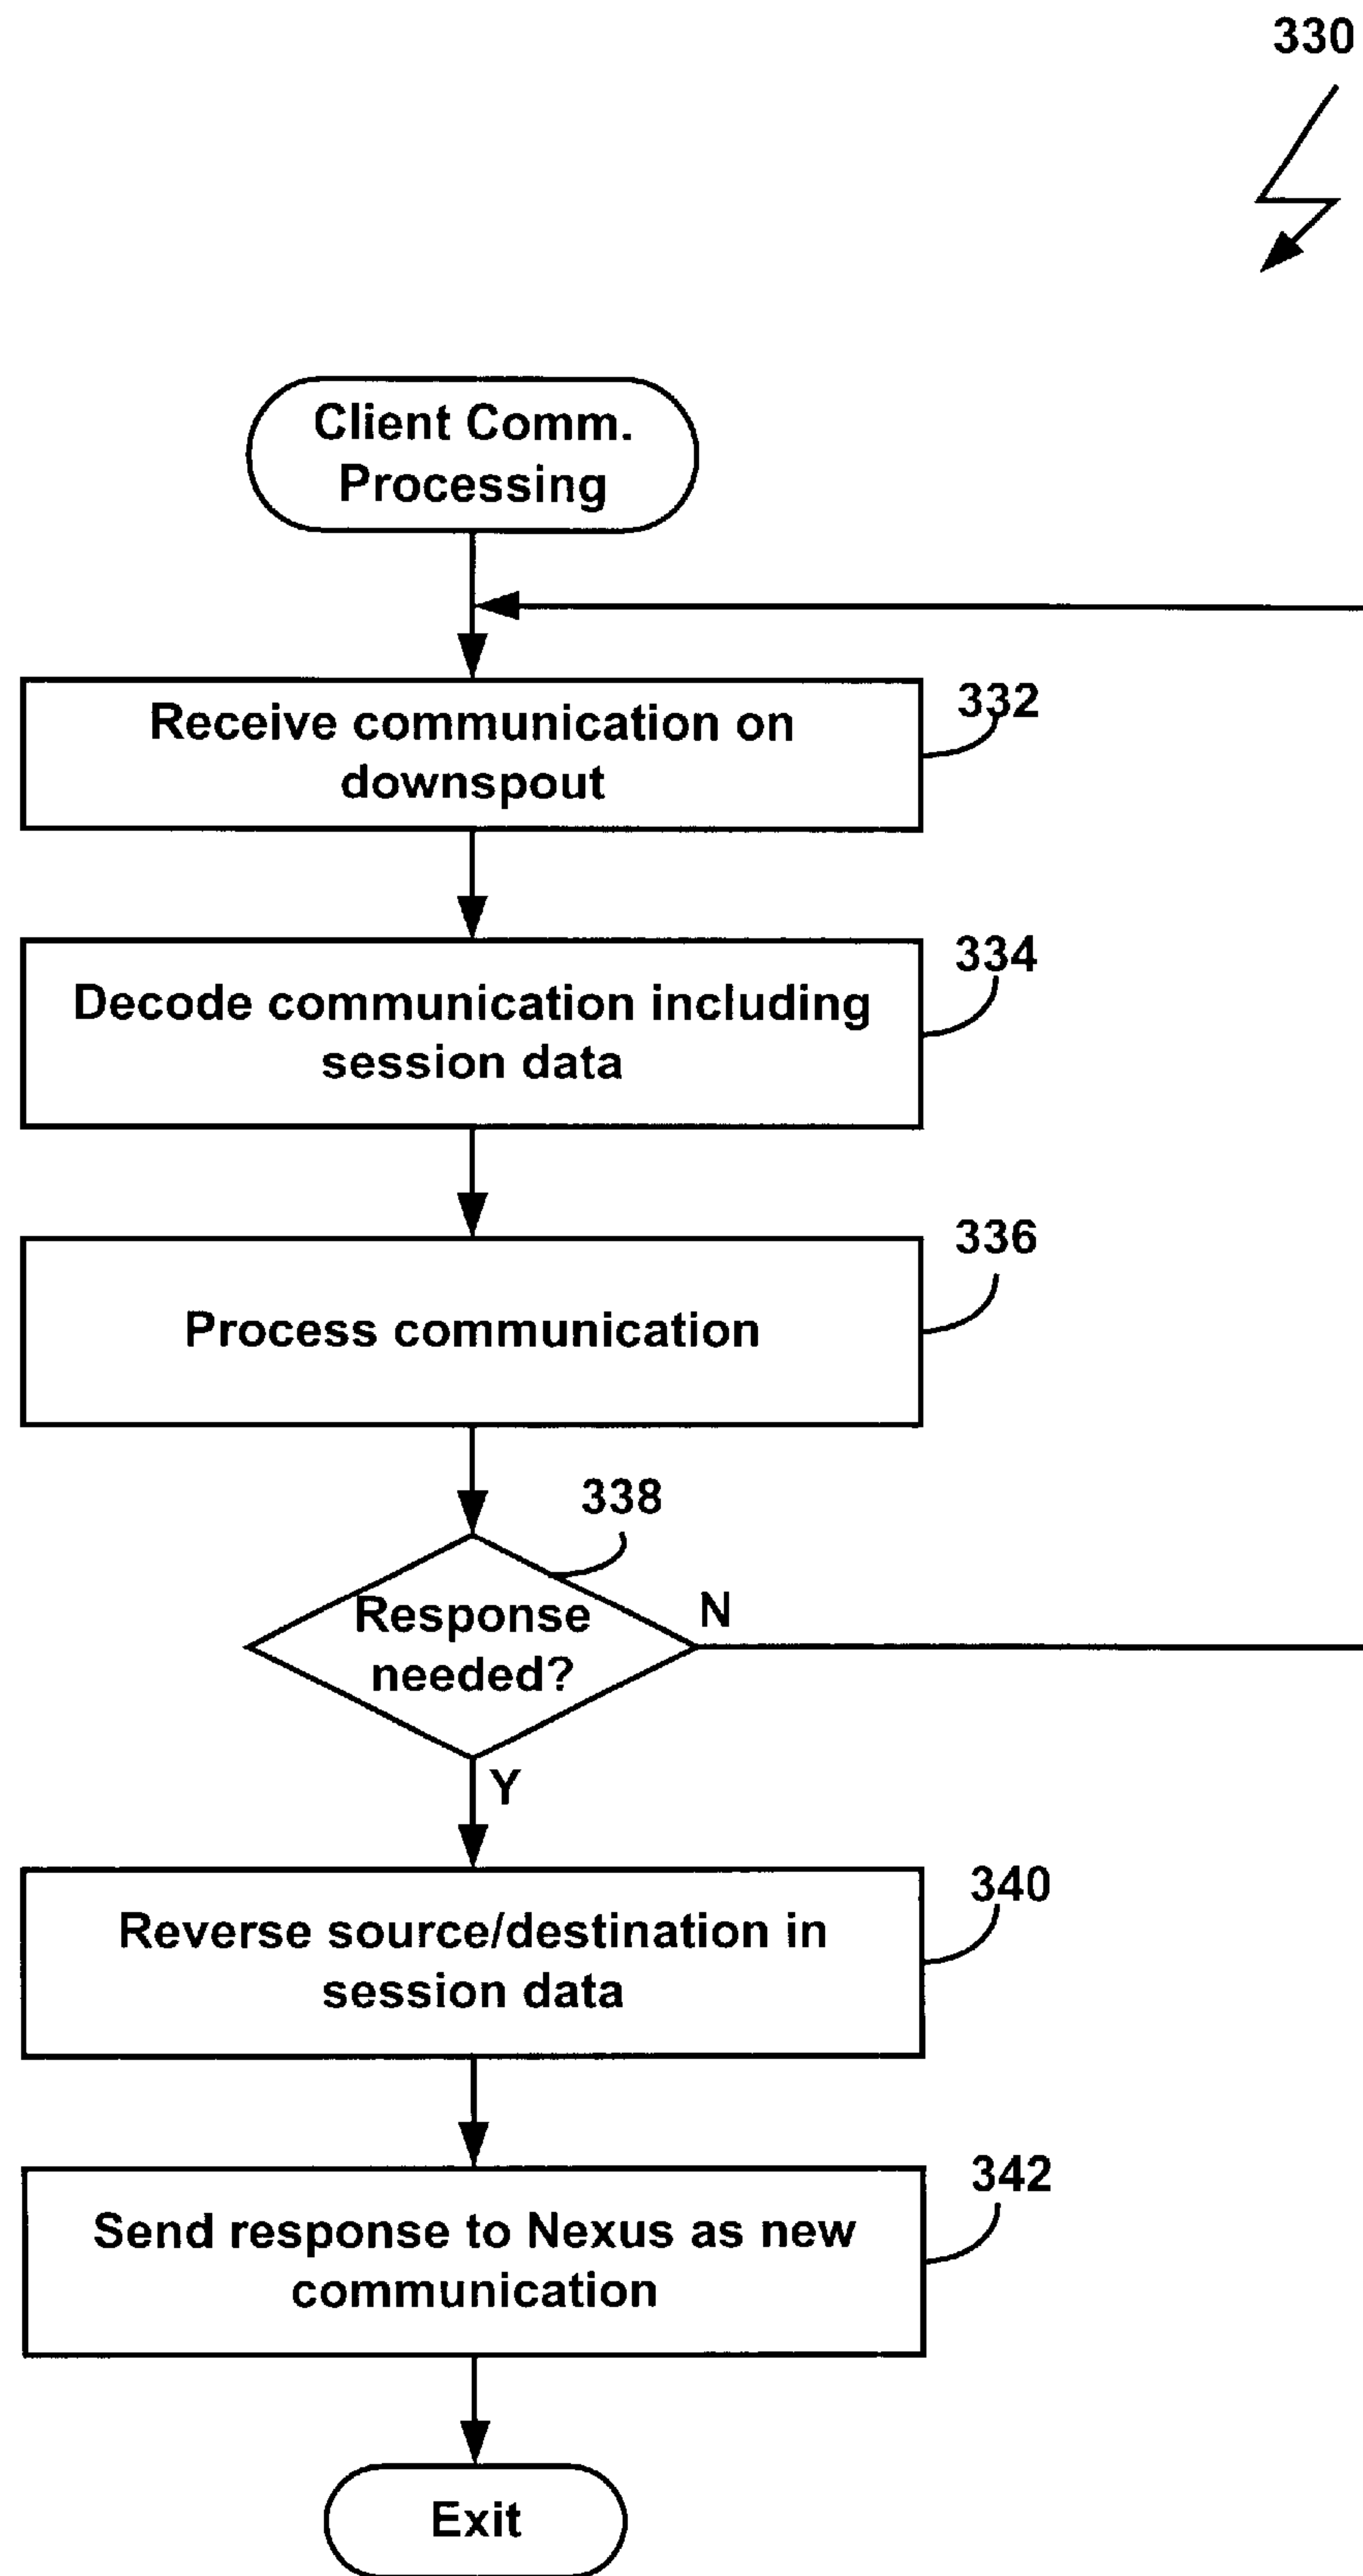 330
Client Comm.
Processing
332
Receive communication on
downspout
334
Decode communication including
session data
336
Process communication
338
Response
needed?
N
Y
340
Reverse source/destination in
session data
342
Send response to Nexus as new
communication
Exit